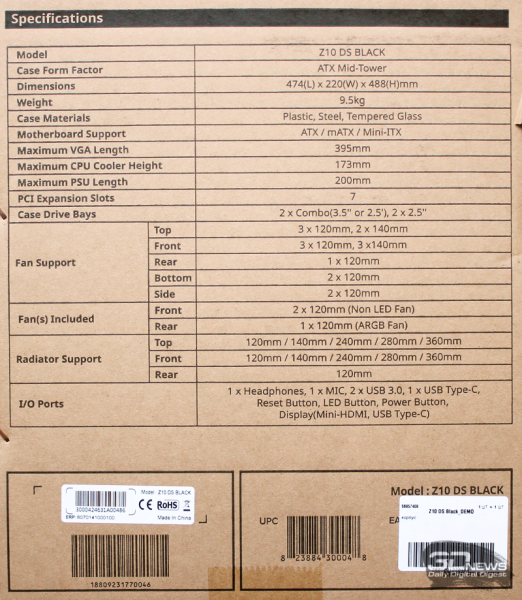 Specifications
Model Z10 DS BLACK
Case Form Factor ATX Mid-Tower
Dimensions 474(L) x 220(W) x 488(H)mm
Weight 9.5kg
Case Materials Plastic, Steel, Tempered Glass
Motherboard Support ATX / mATX / Mini-ITX
Maximum VGA Length 395mm
Maximum CPU Cooler Height 173mm
Maximum PSU Length 200mm
PCI Expansion Slots 7
Case Drive Bays 2 x Combo(3.5" or 2.5'), 2 x 2.5"
Fan Support
Top 3 x 120mm, 2 x 140mm
Front 3 x 120mm, 3 x140mm
Rear 1 x 120mm
Bottom 2 x 120mm
Side 2 x 120mm
Fan(s) Included
Front 2 x 120mm (Non LED Fan)
Rear 1 x 120mm (ARGB Fan)
Radiator Support
Top 120mm / 140mm / 240mm / 280mm / 360mm
Front 120mm / 140mm / 240mm / 280mm / 360mm
Rear 120mm
I/O Ports
1 x Headphones, 1 x MIC, 2 x USB 3.0, 1 x USB Type-C,
Reset Button, LED Button, Power Button,
Display(Mini-HDMI, USB Type-C)
Model : Z10 DS BLACK
3000424631A00486
CE RoHS
ERP: 8070141000100
Made in China
18809231770046
Model : Z10 DS BLACK
UPC
EA
8 23884 30004 8
Z10 DS Black_DEMO
3DNEWS
Daily Digital Digest